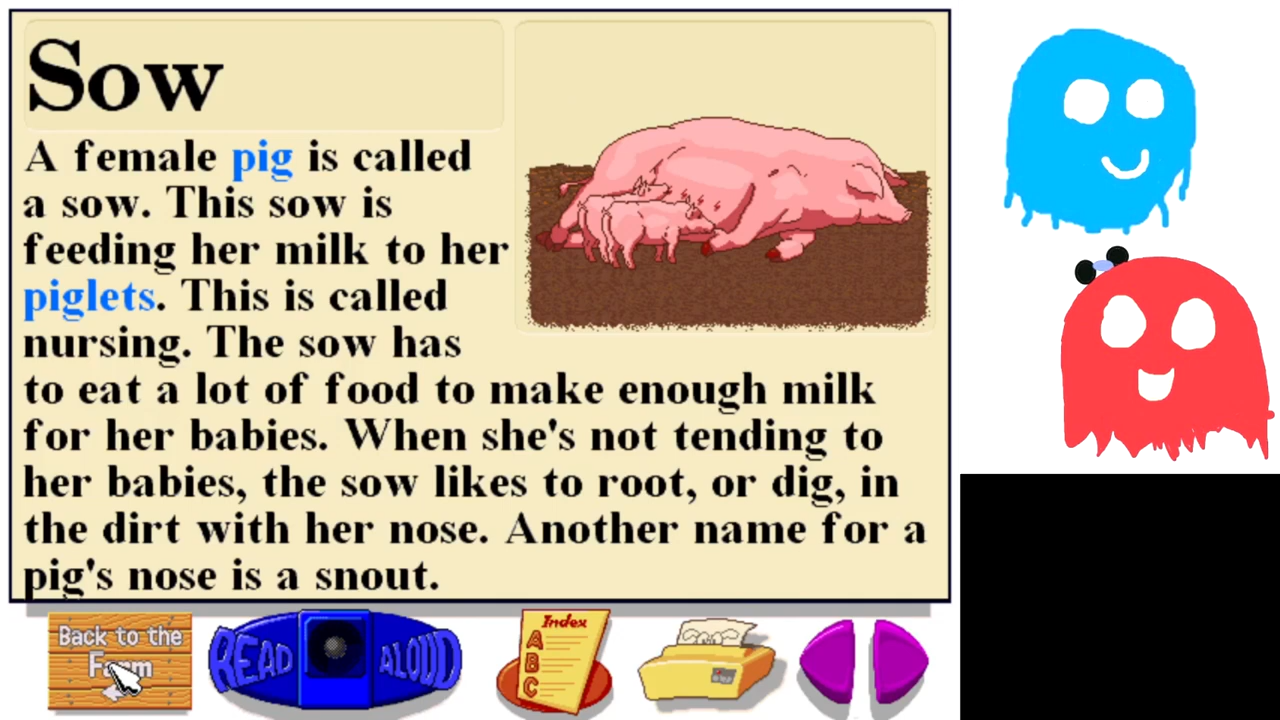 Sow
A female pig is called
a sow. This sow is
feeding her milk to her
piglets. This is called
nursing. The sow has
to eat a lot of food to make enough milk
for her babies. When she's not tending to
her babies, the sow likes to root, or dig, in
the dirt with her nose. Another name for a
pig's nose is a snout.
Back to the
Farm
READ ALOUD
Index
A
B
C